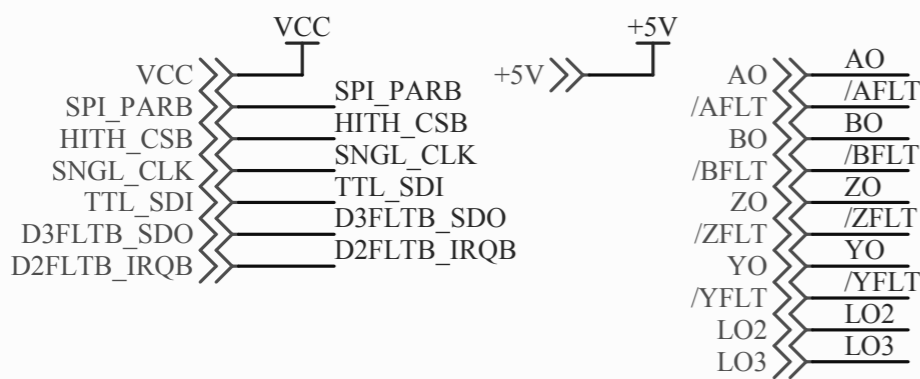 VCC +5V
VCC +5V AO AO
SPI_PARB SPI_PARB /AFLT /AFLT
HITH_CSB HITH_CSB BO BO
SNGL_CLK SNGL_CLK /BFLT /BFLT
TTL_SDI TTL_SDI ZO ZO
D3FLTB_SDO D3FLTB_SDO /ZFLT /ZFLT
D2FLTB_IRQB D2FLTB_IRQB YO YO
/YFLT /YFLT
LO2 LO2
LO3 LO3